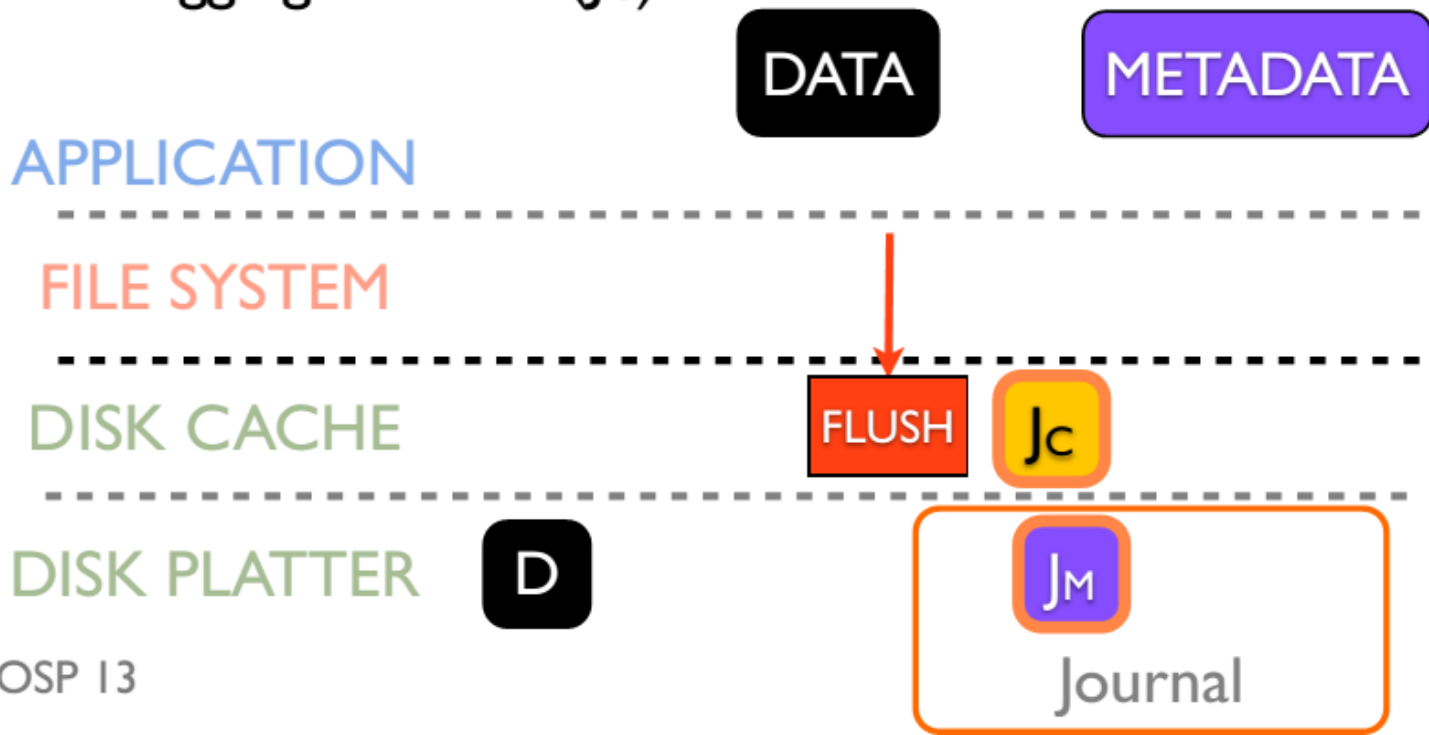 DATA METADATA
APPLICATION
FILE SYSTEM
DISK CACHE FLUSH Jc
DISK PLATTER D JM
OSP 13 Journal